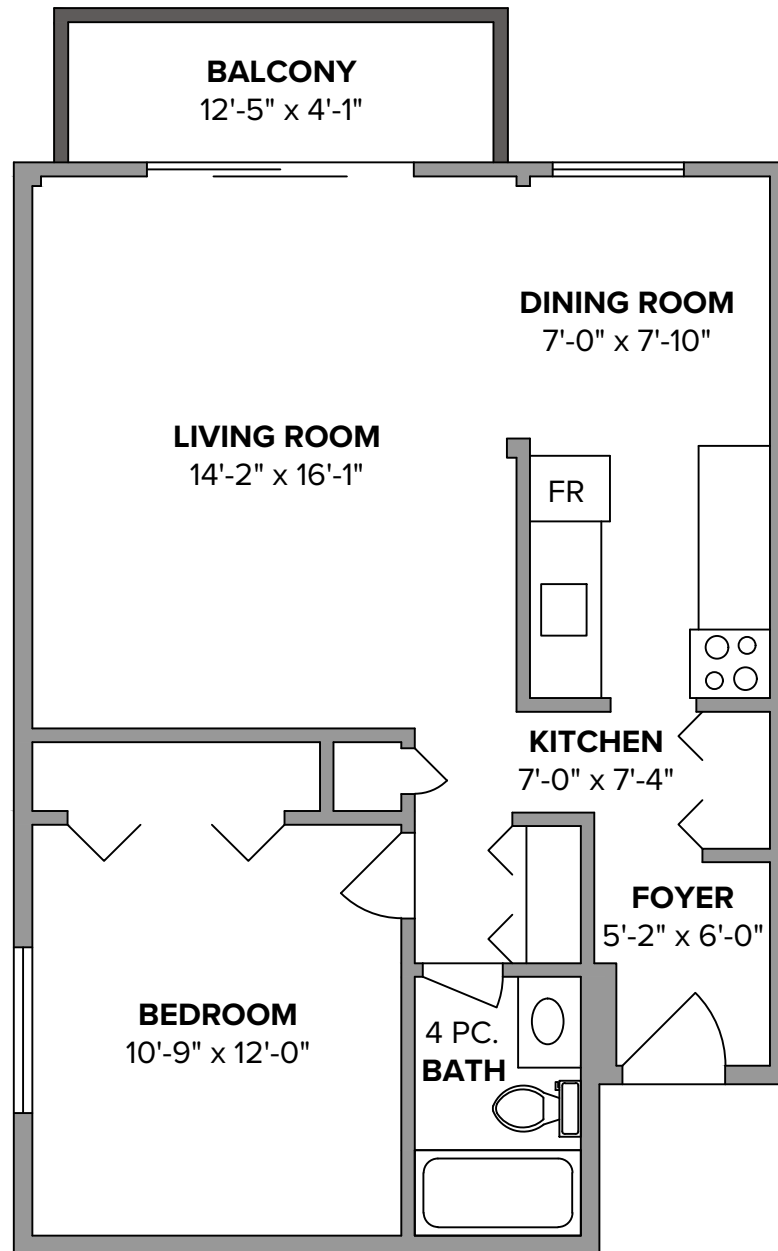 BALCONY
12'-5" x 4'-1"
DINING ROOM
7'-0" x 7'-10"
LIVING ROOM
14'-2" x 16'-1"
FR
KITCHEN
7'-0" x 7'-4"
FOYER
5'-2" x 6'-0"
BEDROOM
10'-9" x 12'-0"
4 PC.
BATH